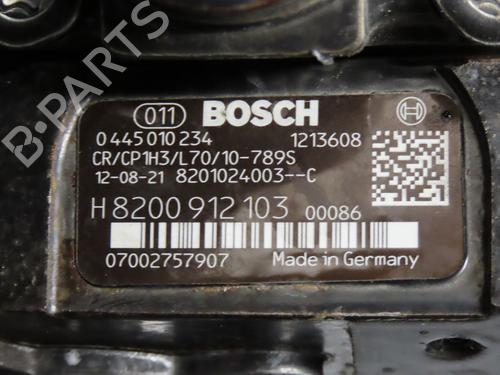 011 BOSCH
0 445 010 234 1213608
CR/CP1H3/L70/10-789S
12-08-21 8201024003--C
H 8200 912 103 00086
07002757907 Made in Germany